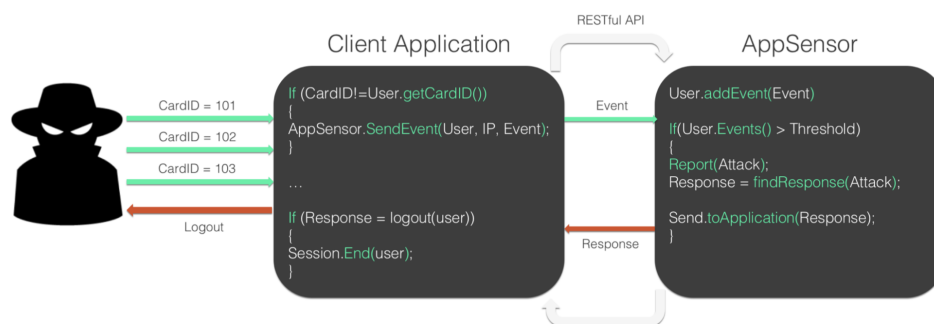 RESTful API
Client Application
AppSensor
CardID = 101
CardID = 102
CardID = 103
Logout
If (CardID!=User.getCardID())
{
AppSensor.SendEvent(User, IP, Event);
}
...
If (Response = logout(user))
{
Session.End(user);
}
Event
Response
User.addEvent(Event)
If(User.Events() > Threshold)
{
Report(Attack);
Response = findResponse(Attack);
Send.toApplication(Response);
}